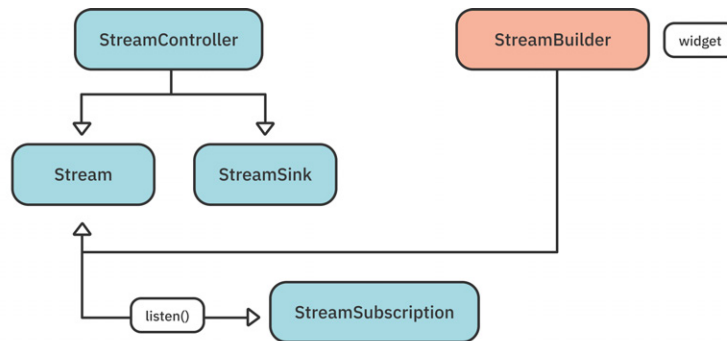 StreamController
StreamBuilder
widget
Stream
StreamSink
listen()
StreamSubscription